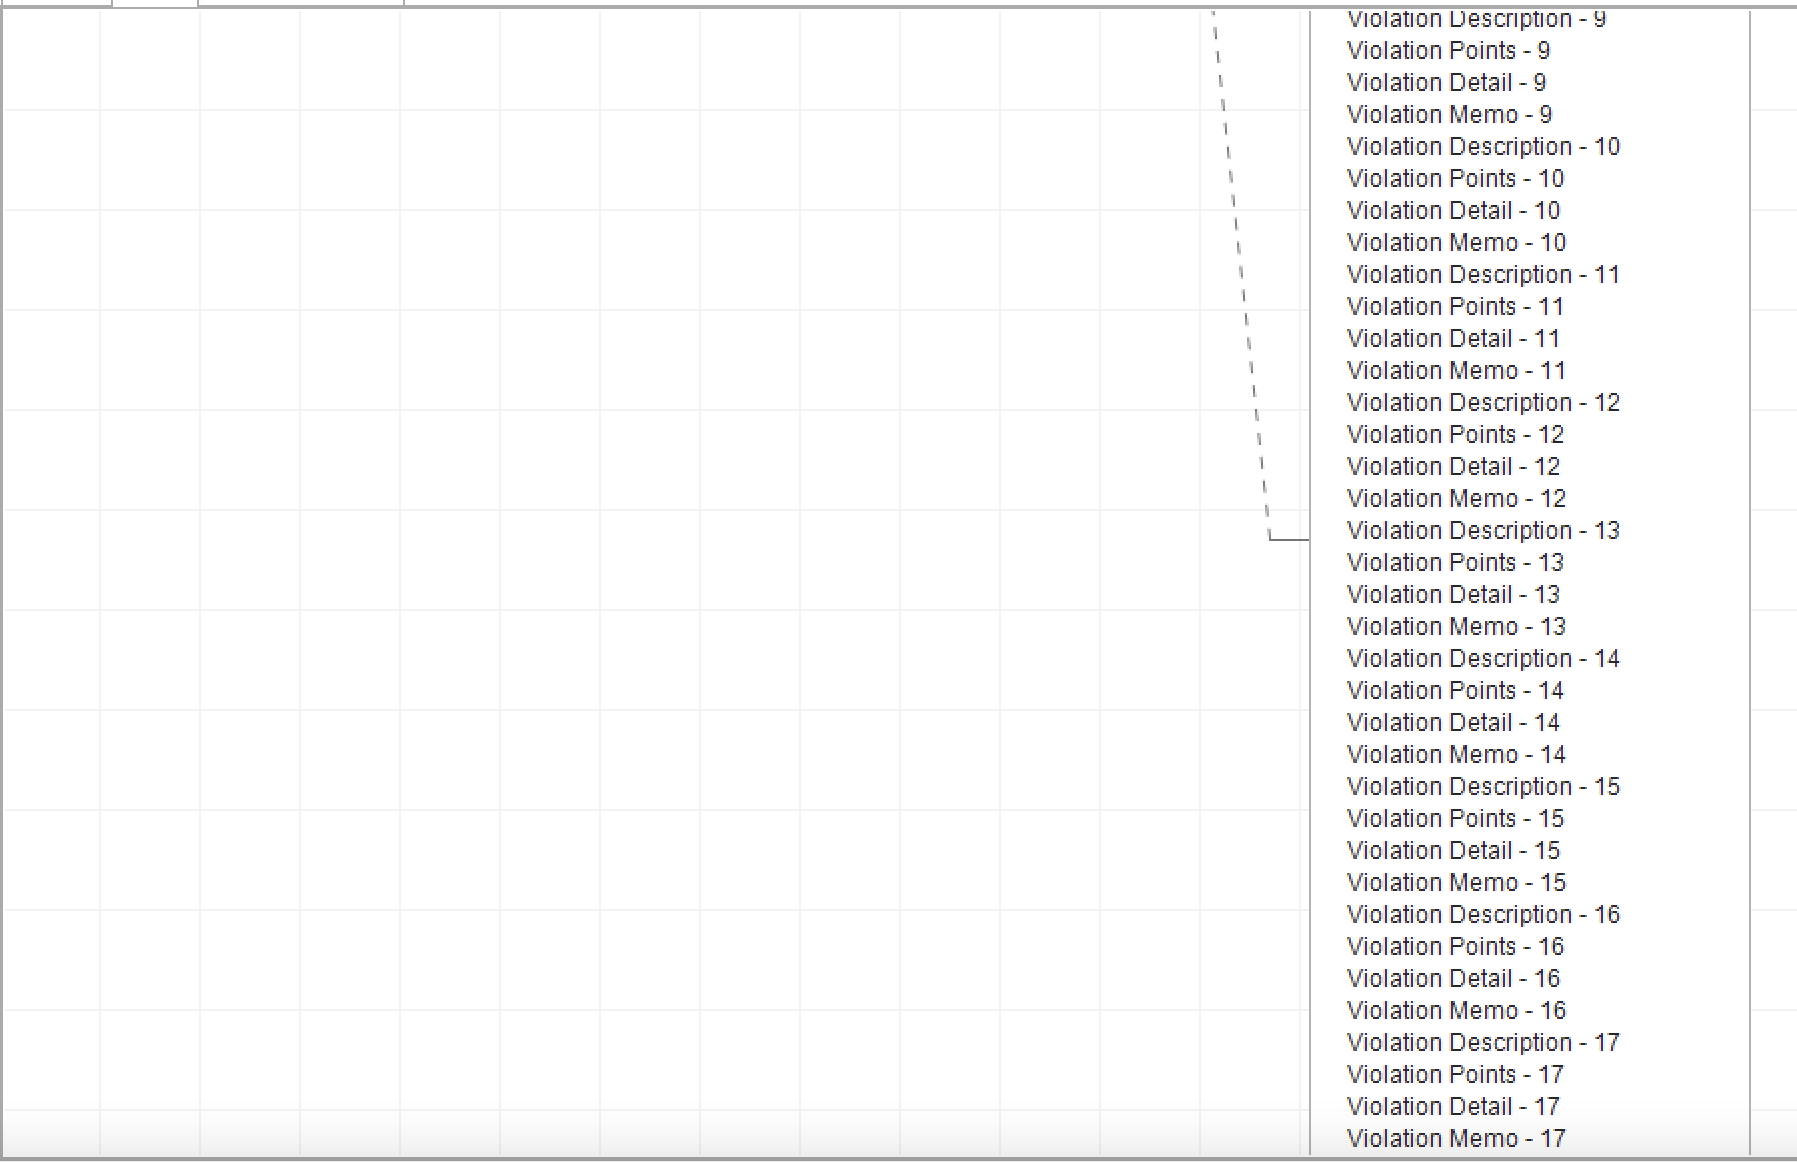 Violation Description - 9
Violation Points - 9
Violation Detail - 9
Violation Memo - 9
Violation Description - 10
Violation Points - 10
Violation Detail - 10
Violation Memo - 10
Violation Description - 11
Violation Points - 11
Violation Detail - 11
Violation Memo - 11
Violation Description - 12
Violation Points - 12
Violation Detail - 12
Violation Memo - 12
Violation Description - 13
Violation Points - 13
Violation Detail - 13
Violation Memo - 13
Violation Description - 14
Violation Points - 14
Violation Detail - 14
Violation Memo - 14
Violation Description - 15
Violation Points - 15
Violation Detail - 15
Violation Memo - 15
Violation Description - 16
Violation Points - 16
Violation Detail - 16
Violation Memo - 16
Violation Description - 17
Violation Points - 17
Violation Detail - 17
Violation Memo - 17